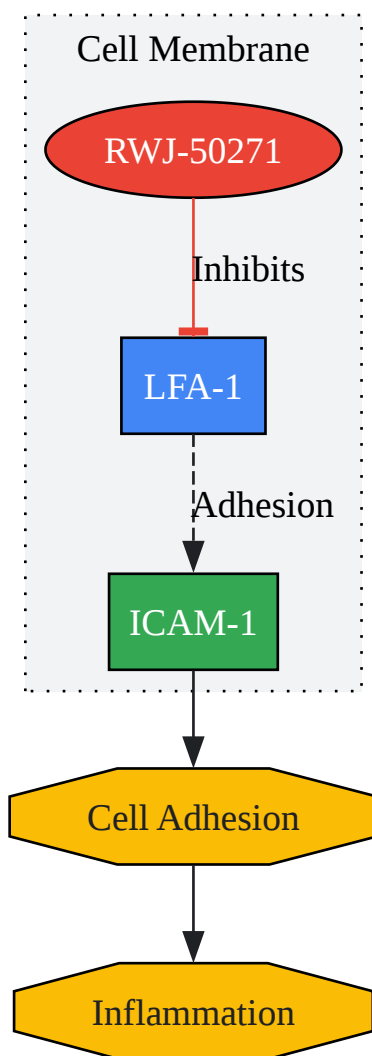 Cell Membrane
RWJ-50271
Inhibits
LFA-1
Adhesion
ICAM-1
Cell Adhesion
Inflammation